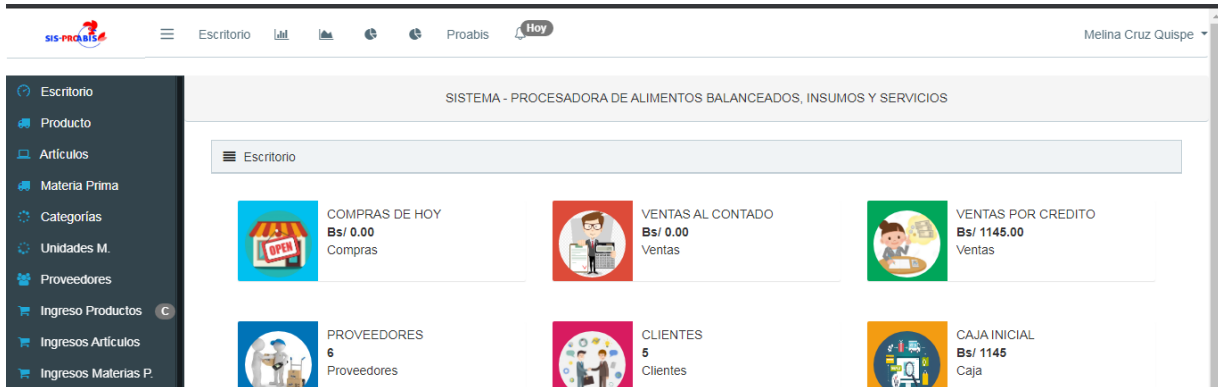 SIS-PROABIS
Escritorio
Proabis
Hoy
Melina Cruz Quispe
Escritorio
Producto
Artículos
Materia Prima
Categorías
Unidades M.
Proveedores
Ingreso Productos C
Ingresos Artículos
Ingresos Materias P.
SISTEMA - PROCESADORA DE ALIMENTOS BALANCEADOS, INSUMOS Y SERVICIOS
Escritorio
OPEN
COMPRAS DE HOY
Bs/ 0.00
Compras
VENTAS AL CONTADO
Bs/ 0.00
Ventas
VENTAS POR CREDITO
Bs/ 1145.00
Ventas
PROVEEDORES
6
Proveedores
CLIENTES
5
Clientes
CAJA INICIAL
Bs/ 1145
Caja